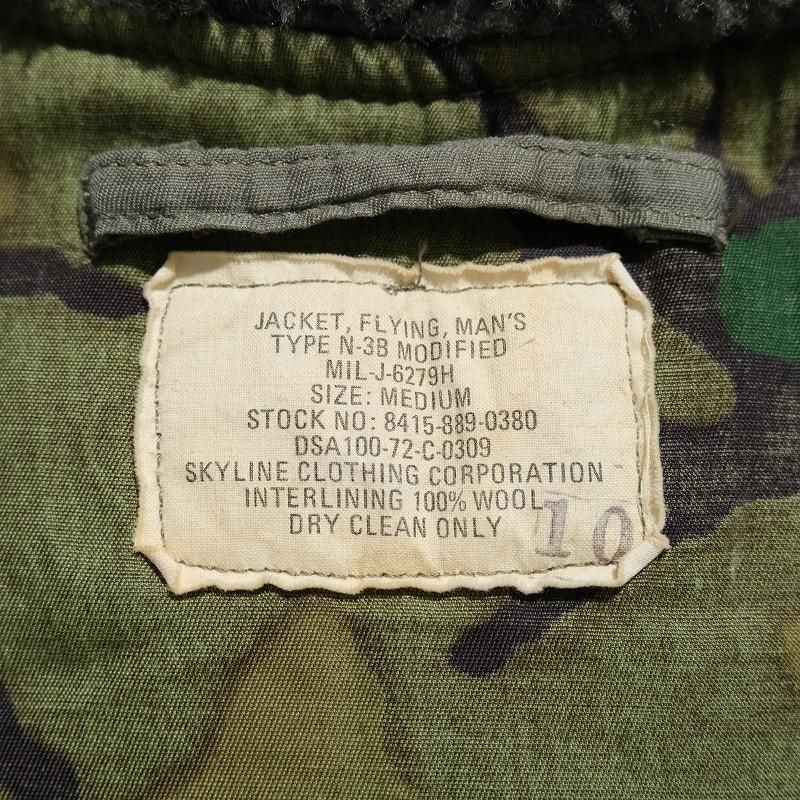 JACKET, FLYING, MAN'S
TYPE N-3B MODIFIED
MIL-J-6279H
SIZE: MEDIUM
STOCK NO: 8415-889-0380
DSA100-72-C-0309
SKYLINE CLOTHING CORPORATION
INTERLINING 100% WOOL
DRY CLEAN ONLY
10